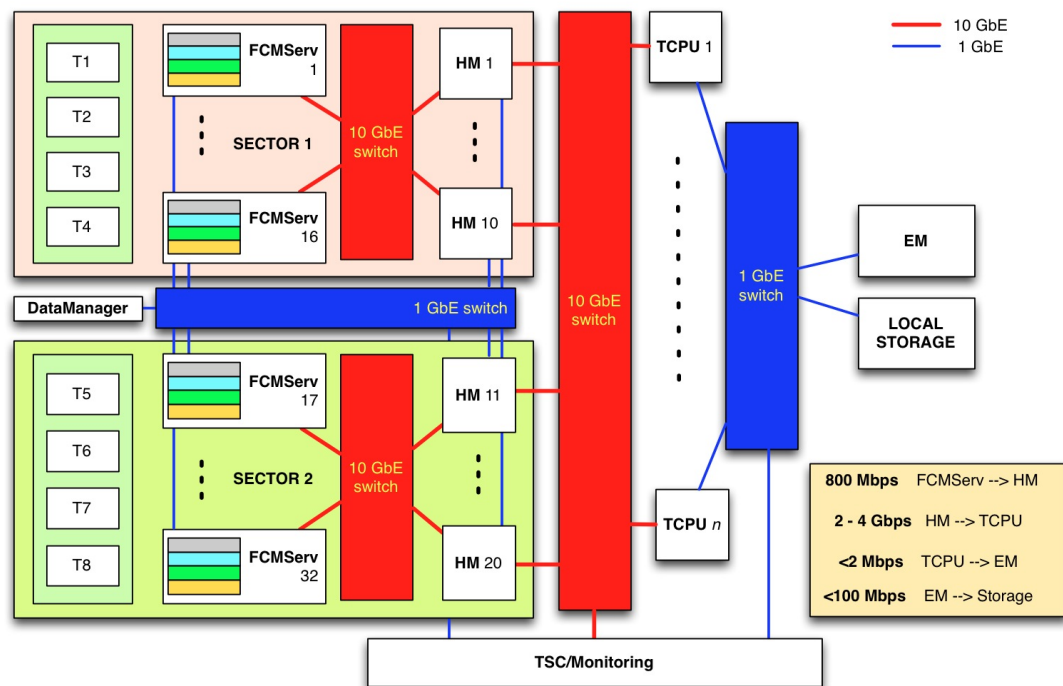 10 GbE
1 GbE
T1
T2
T3
T4
FCMServ
1
SECTOR 1
FCMServ
16
10 GbE
switch
HM 1
HM 10
DataManager
1 GbE switch
T5
T6
T7
T8
FCMServ
17
SECTOR 2
FCMServ
32
10 GbE
switch
HM 11
HM 20
10 GbE
switch
TCPU 1
TCPU n
1 GbE
switch
EM
LOCAL
STORAGE
800 Mbps FCMServ --> HM
2 - 4 Gbps HM --> TCPU
<2 Mbps TCPU --> EM
<100 Mbps EM --> Storage
TSC/Monitoring